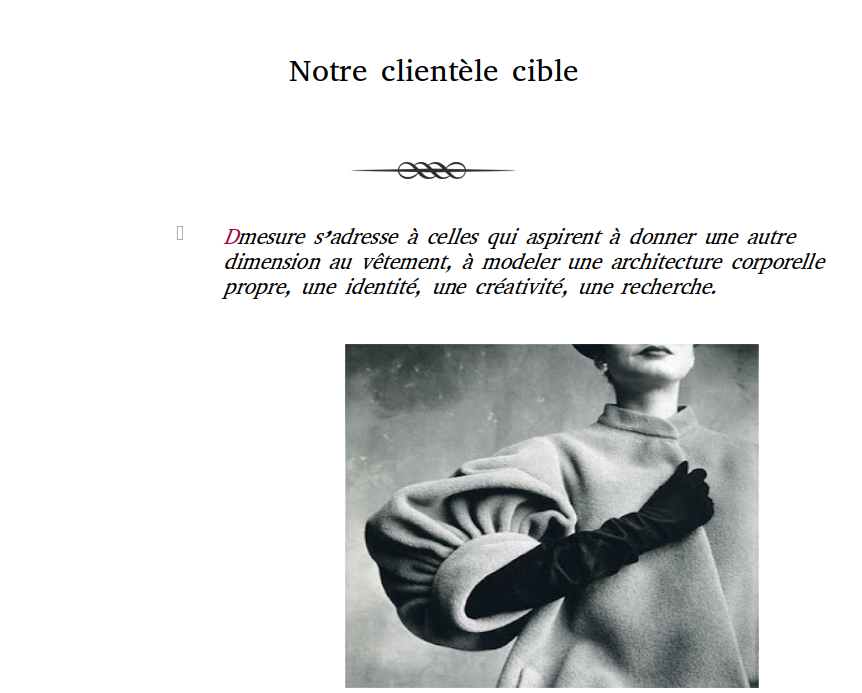 Notre clientèle cible
Dmesure s’adresse à celles qui aspirent à donner une autre
dimension au vêtement, à modeler une architecture corporelle
propre, une identité, une créativité, une recherche.